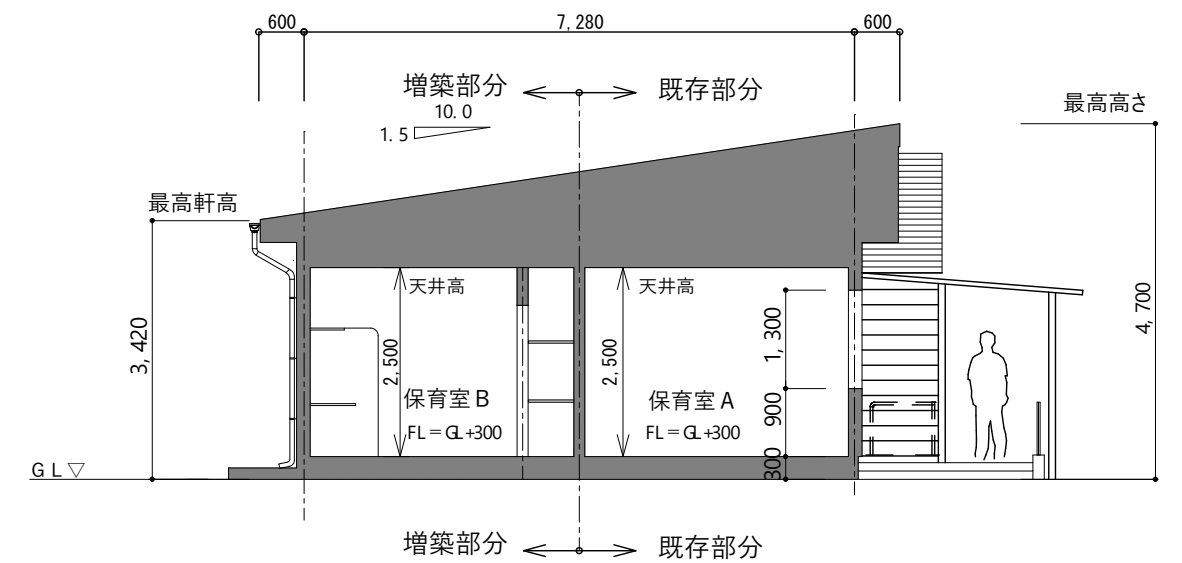 600 7,280 600
増築部分 既存部分
10.0
1.5
最高高さ
最高軒高
天井高 天井高
3,420
2,500
2,500
1,300
4,700
保育室B
FL=GL+300
保育室A
FL=GL+300
900
300
GL▽
増築部分 既存部分